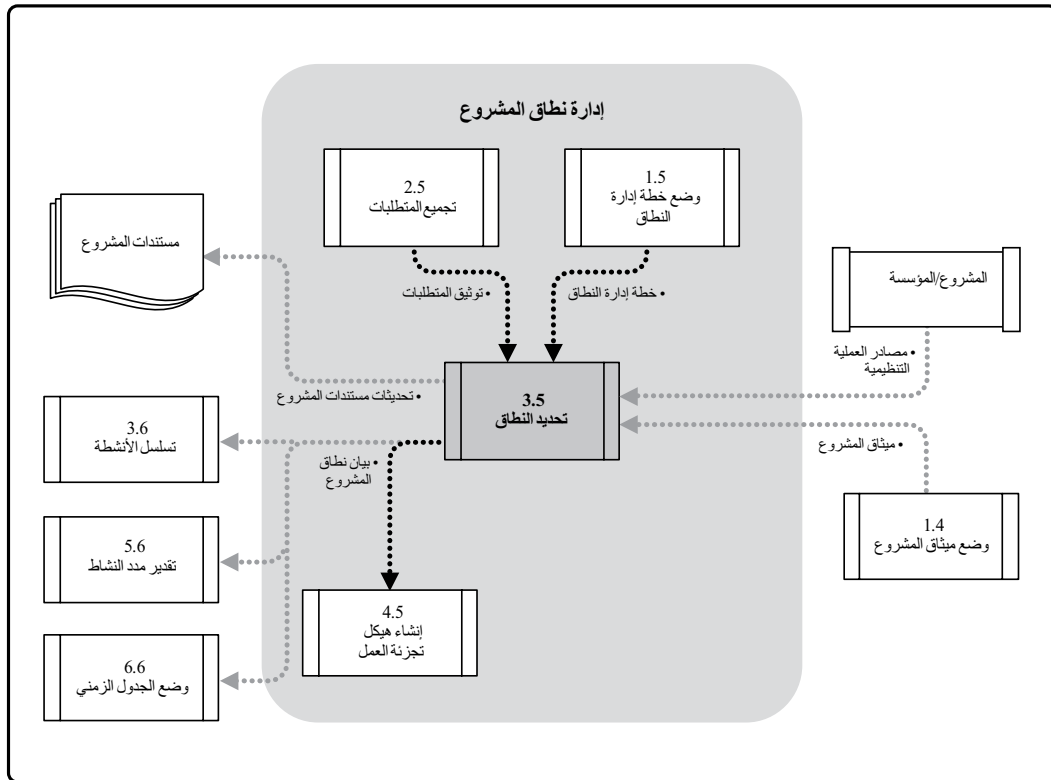 إدارة نطاق المشروع
1.5
وضع خطة إدارة
النطاق
2.5
تجميع المتطلبات
مستندات المشروع
المشروع/المؤسسة
• خطة إدارة النطاق
• توثيق المتطلبات
• مصادر العملية
التنظيمية
3.5
تحديد النطاق
• تحديثات مستندات المشروع
3.6
تسلسل الأنشطة
• ميثاق المشروع
• بيان نطاق
المشروع
1.4
وضع ميثاق المشروع
5.6
تقدير مدد النشاط
4.5
إنشاء هيكل
تجزئة العمل
6.6
وضع الجدول الزمني